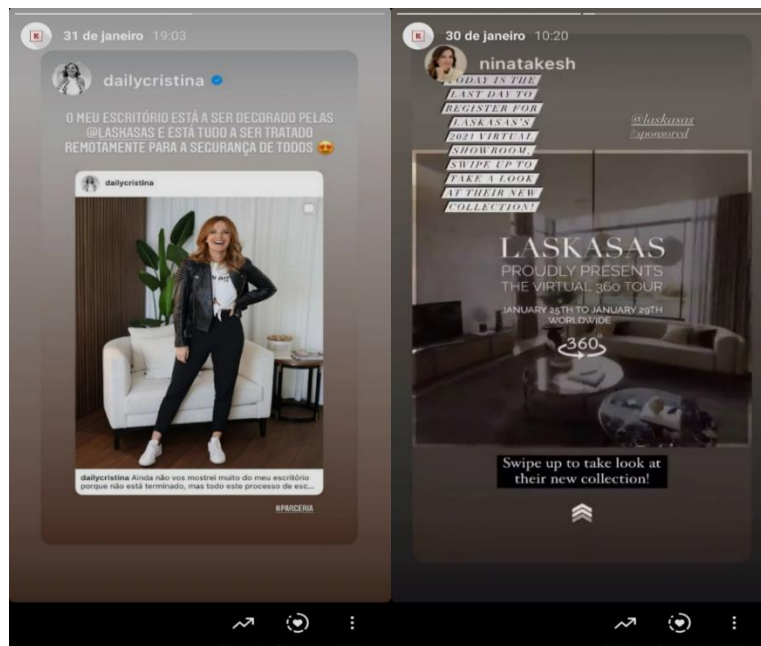 K 31 de janeiro 19:03
dailycristina
O MEU ESCRITÓRIO ESTÁ A SER DECORADO PELAS
@LASKASAS E ESTÁ TUDO A SER TRATADO
REMOTAMENTE PARA A SEGURANÇA DE TODOS 😍
dailycristina
dailycristina Ainda não vos mostrei muito do meu escritório
porque não está terminado, mas todo este processo de esc...
#PARCERIA
K 30 de janeiro 10:20
ninatakesh
TODAY IS THE
LAST DAY TO
REGISTER FOR
LASKASAS'S
2021 VIRTUAL
SHOWROOM,
SWIPE UP TO
TAKE A LOOK
AT THEIR NEW
COLLECTION!
@laskasas
#sponsored
LASKASAS
PROUDLY PRESENTS
THE VIRTUAL 360 TOUR
JANUARY 25TH TO JANUARY 29TH
WORLDWIDE
360°
Swipe up to take look at
their new collection!